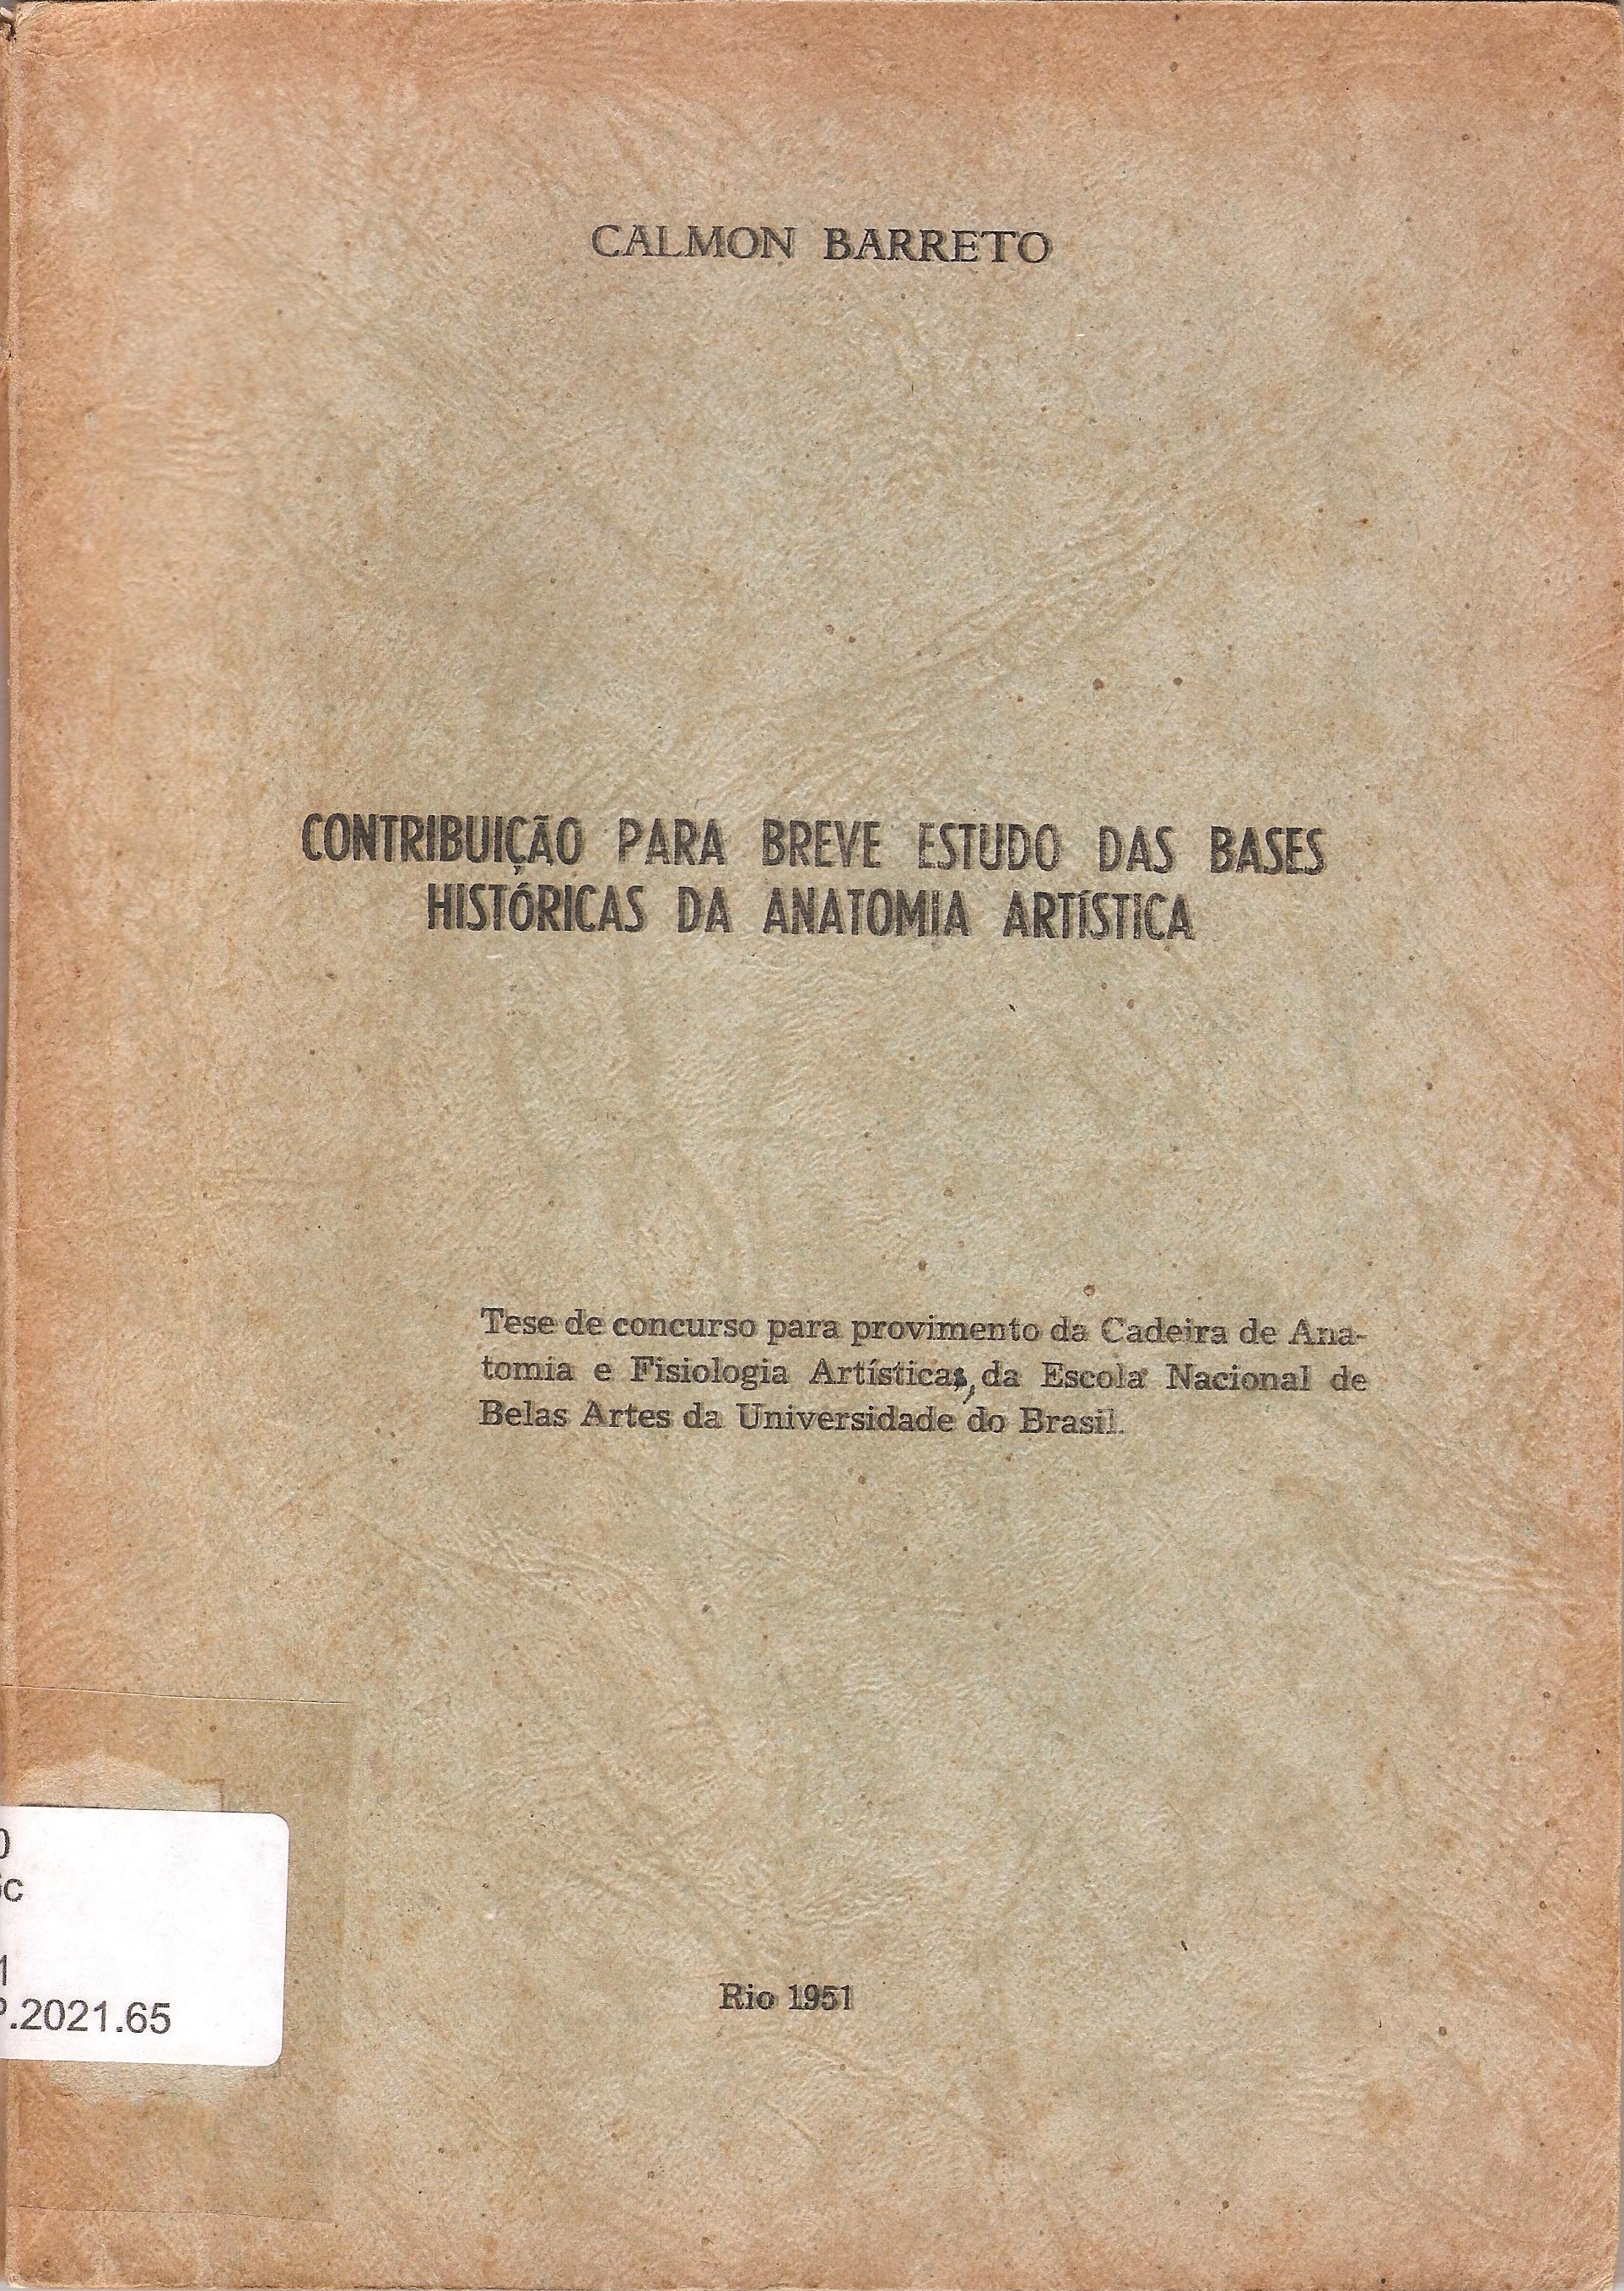 CALMON BARRETO
CONTRIBUIÇÃO PARA BREVE ESTUDO DAS BASES
HISTÓRICAS DA ANATOMIA ARTÍSTICA
Tese de concurso para provimento da Cadeira de Ana-
tomia e Fisiologia Artísticas, da Escola Nacional de
Belas Artes da Universidade do Brasil.
.2021.65
Rio 1951